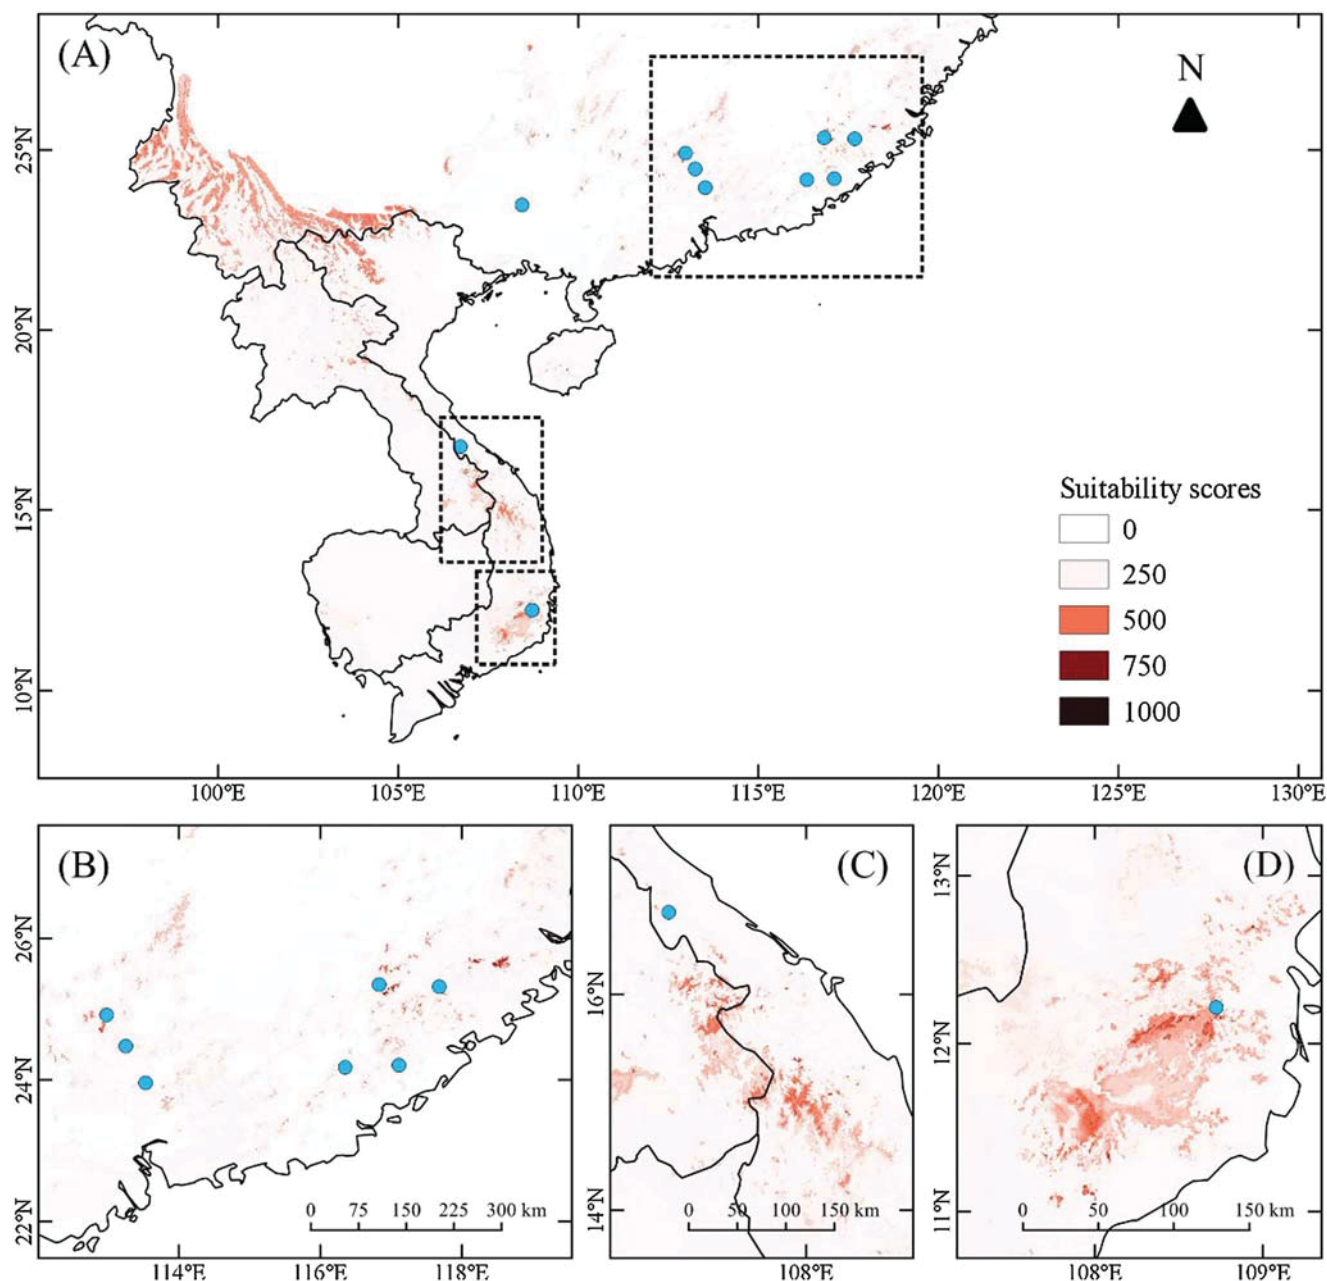 (A)
N
25°N
20°N
15°N
10°N
Suitability scores
0
250
500
750
1000
100°E 105°E 110°E 115°E 120°E 125°E 130°E
(B)
26°N
24°N
22°N
0 75 150 225 300 km
114°E 116°E 118°E
(C)
16°N
14°N
0 50 100 150 km
108°E
(D)
13°N
12°N
11°N
0 50 100 150 km
108°E 109°E